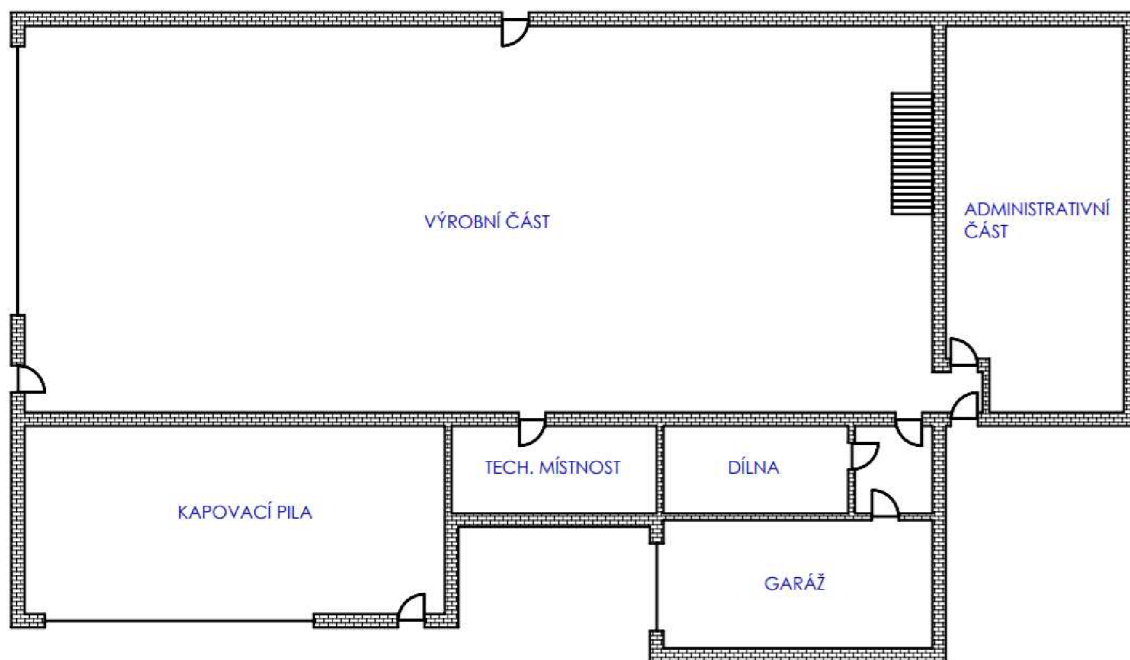 VÝROBNÍ ČÁST
ADMINISTRATIVNÍ
ČÁST
TECH. MÍSTNOST
DÍLNA
KAPOVACÍ PILA
GARÁŽ